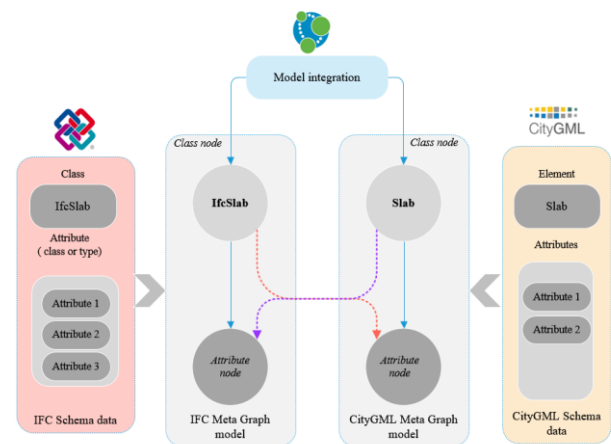 Model integration
CityGML
Class node
Class node
Class
IfcSlab
Attribute
( class or type)
Attribute 1
Attribute 2
Attribute 3
IFC Schema data
IfcSlab
Attribute
node
IFC Meta Graph
model
Slab
Attribute
node
CityGML Meta Graph
model
Element
Slab
Attributes
Attribute 1
Attribute 2
CityGML Schema
data